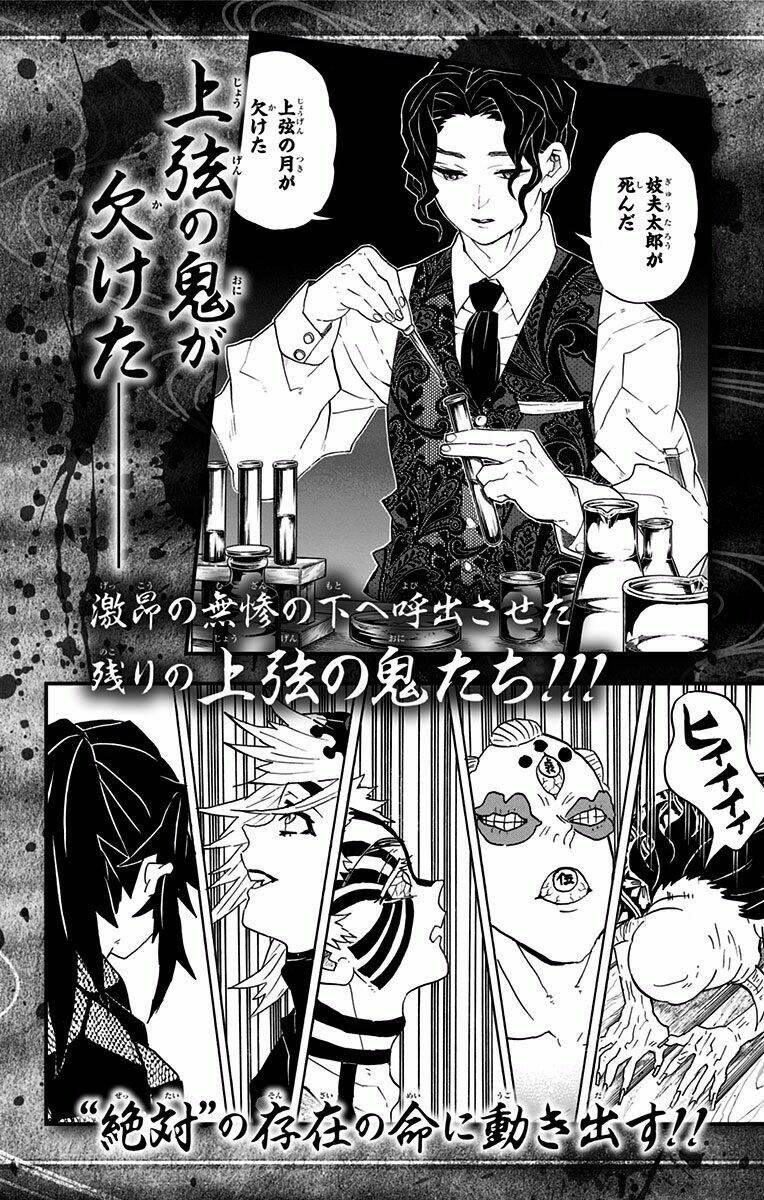 妓夫太郎が
死んだ
上弦の月が
欠けた
上弦の鬼が
欠けた――
激昂の無惨の下へ呼出させた
残りの上弦の鬼たち!!!
ヒィイイィ
伍
“絶対”の存在の命に動き出す!!